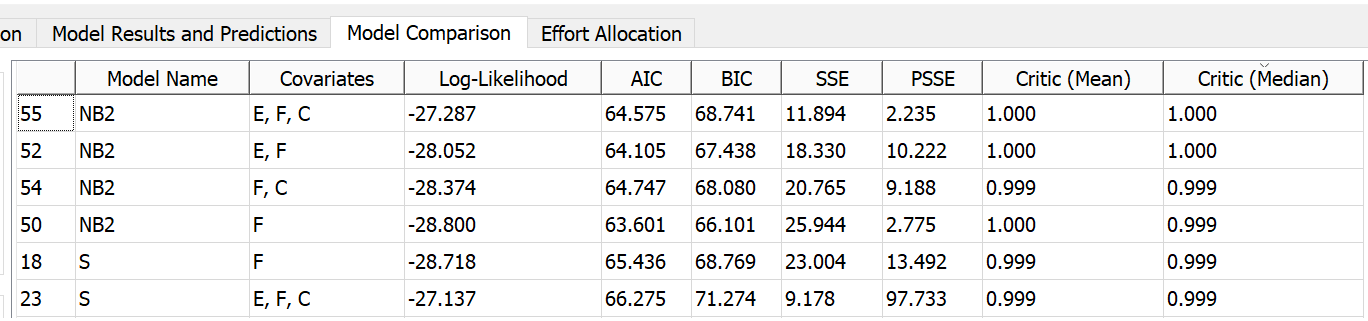 on Model Results and Predictions Model Comparison Effort Allocation
Model Name Covariates Log-Likelihood AIC BIC SSE PSSE Critic (Mean) Critic (Median)
55 NB2 E, F, C -27.287 64.575 68.741 11.894 2.235 1.000 1.000
52 NB2 E, F -28.052 64.105 67.438 18.330 10.222 1.000 1.000
54 NB2 F, C -28.374 64.747 68.080 20.765 9.188 0.999 0.999
50 NB2 F -28.800 63.601 66.101 25.944 2.775 1.000 0.999
18 S F -28.718 65.436 68.769 23.004 13.492 0.999 0.999
23 S E, F, C -27.137 66.275 71.274 9.178 97.733 0.999 0.999